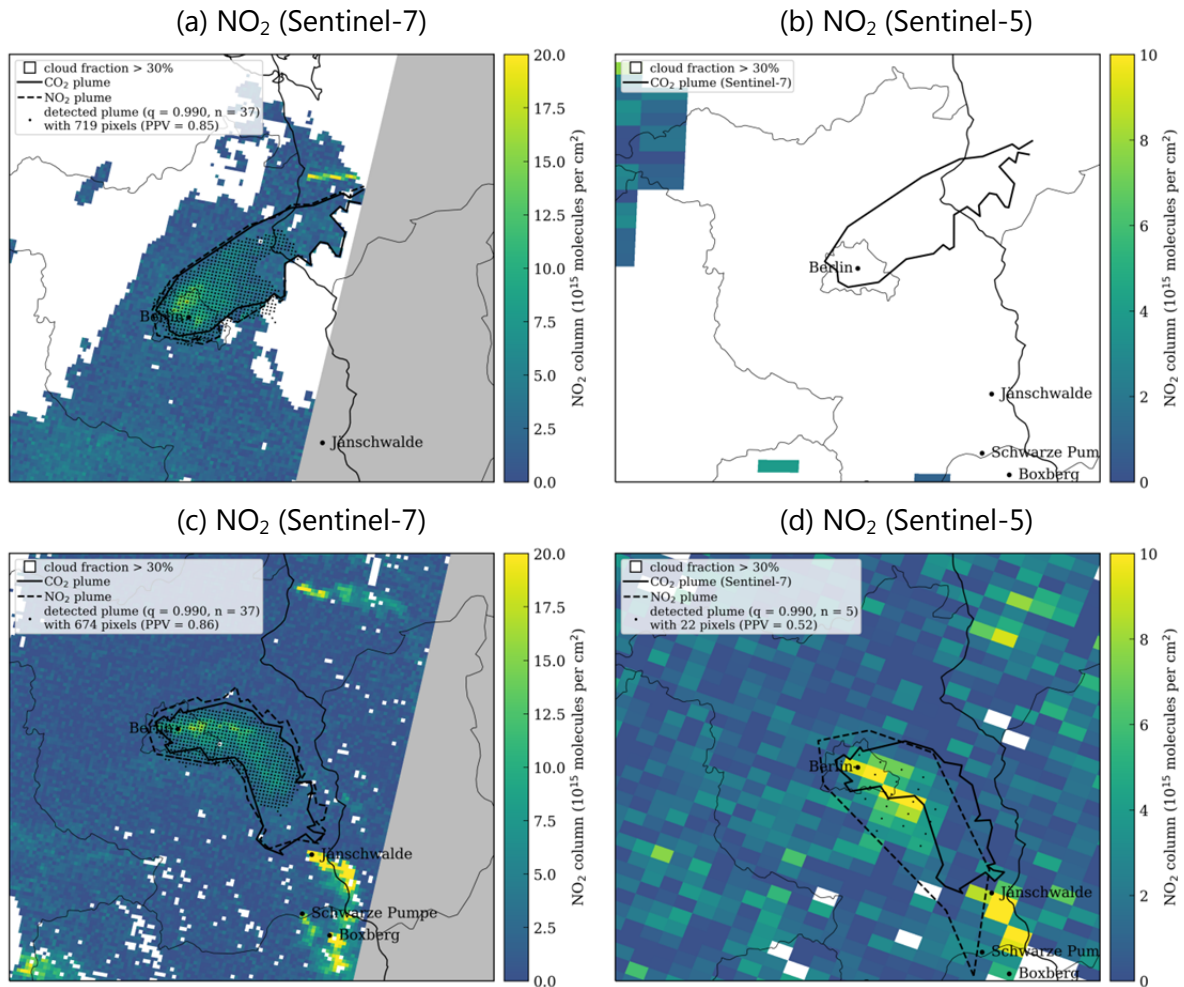 (a) NO₂ (Sentinel-7)
cloud fraction > 30%
CO₂ plume
NO₂ plume
detected plume (q = 0.990, n = 37)
with 719 pixels (PPV = 0.85)
Berlin
Jänschwalde
20.0
17.5
15.0
12.5
10.0
7.5
5.0
2.5
0.0
NO₂ column (10¹⁵ molecules per cm²)
(b) NO₂ (Sentinel-5)
cloud fraction > 30%
CO₂ plume (Sentinel-7)
Berlin
Jänschwalde
Schwarze Pum
Boxberg
10
8
6
4
2
0
NO₂ column (10¹⁵ molecules per cm²)
(c) NO₂ (Sentinel-7)
cloud fraction > 30%
CO₂ plume
NO₂ plume
detected plume (q = 0.990, n = 37)
with 674 pixels (PPV = 0.86)
Berlin
Jänschwalde
Schwarze Pumpe
Boxberg
20.0
17.5
15.0
12.5
10.0
7.5
5.0
2.5
0.0
NO₂ column (10¹⁵ molecules per cm²)
(d) NO₂ (Sentinel-5)
cloud fraction > 30%
CO₂ plume (Sentinel-7)
NO₂ plume
detected plume (q = 0.990, n = 5)
with 22 pixels (PPV = 0.52)
Berlin
Jänschwalde
Schwarze Pum
Boxberg
10
8
6
4
2
0
NO₂ column (10¹⁵ molecules per cm²)